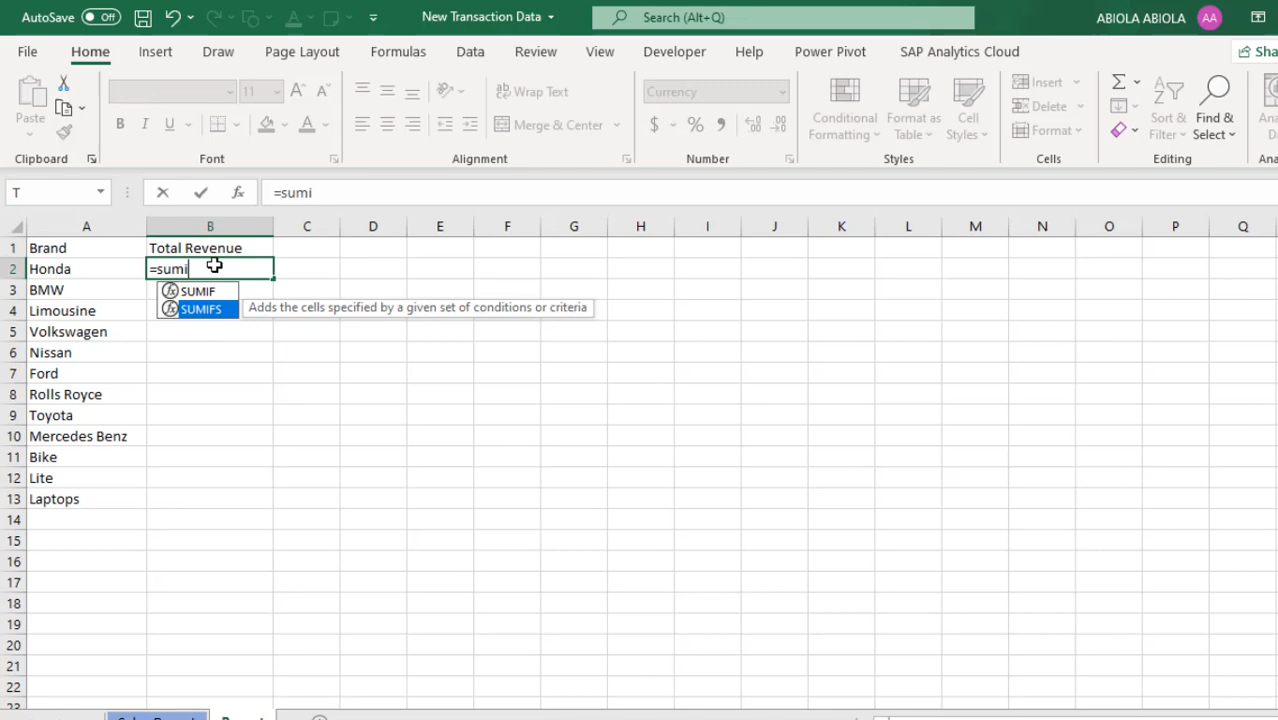 AutoSave Off New Transaction Data Search (Alt+Q) ABIOLA ABIOLA AA
File Home Insert Draw Page Layout Formulas Data Review View Developer Help Power Pivot SAP Analytics Cloud
Paste 11 A A Wrap Text Currency Conditional Formatting Format as Table Cell Styles Insert Sort & Filter Find & Select
B I U A Merge & Center $ % Delete
Format
Clipboard Font Alignment Number Styles Cells Editing
T fx =sumi
A B C D E F G H I J K L M N O P Q
1 Brand Total Revenue
2 Honda =sumi
3 BMW SUMIF
4 Limousine SUMIFS Adds the cells specified by a given set of conditions or criteria
5 Volkswagen
6 Nissan
7 Ford
8 Rolls Royce
9 Toyota
10 Mercedes Benz
11 Bike
12 Lite
13 Laptops
14
15
16
17
18
19
20
21
22
23